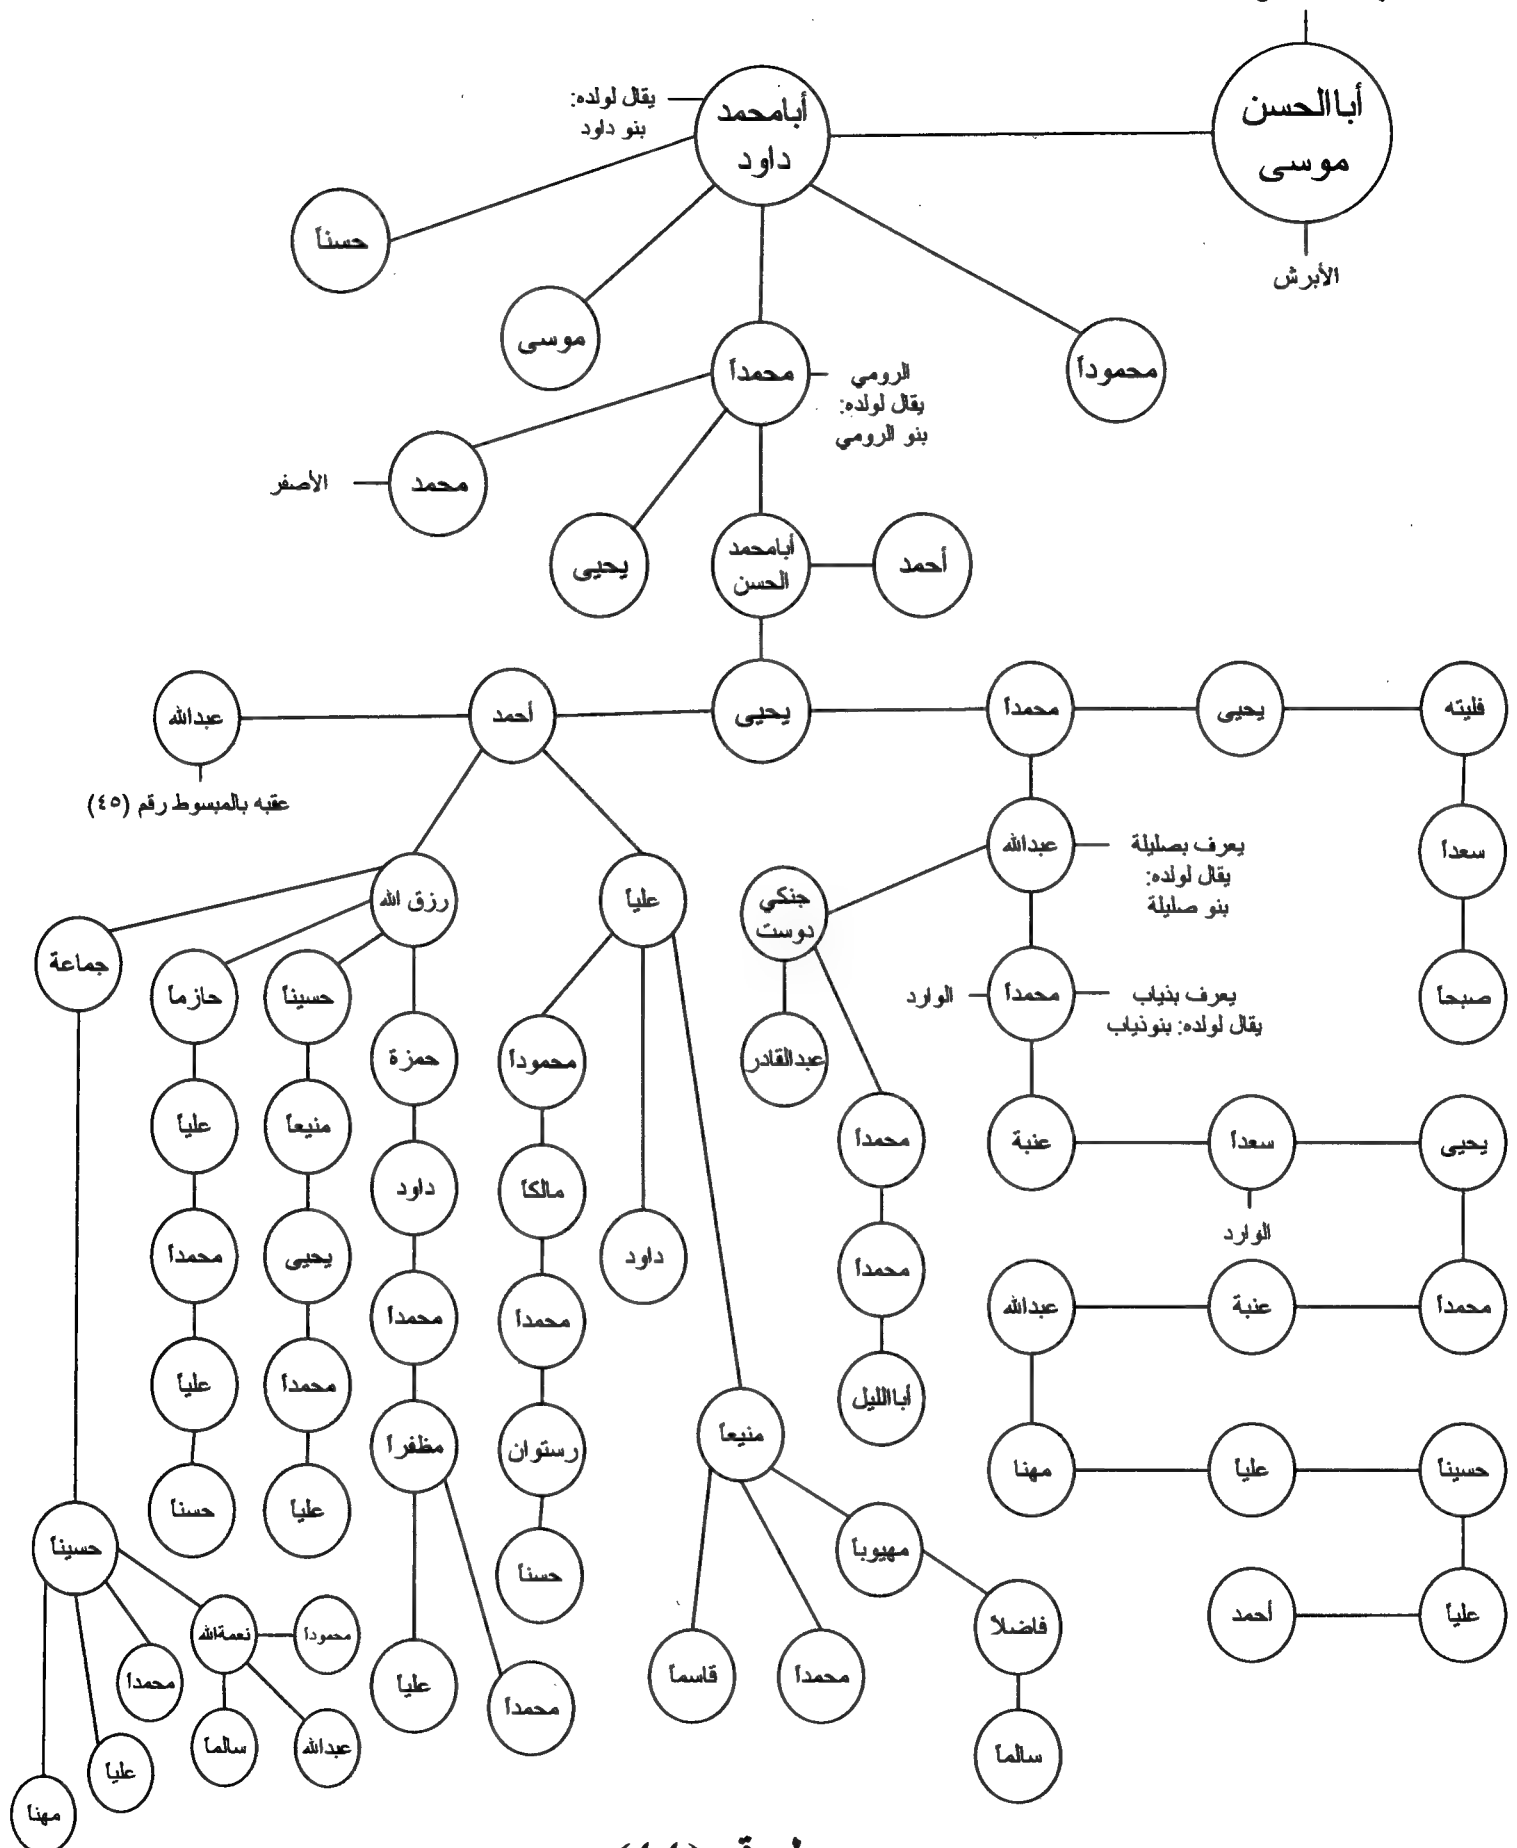 أباالحسن
موسى
الأبرش
أبامحمد
داود
يقال لولده:
بنو داود
محموداً
محمداً
الرومي
يقال لولده:
بنو الرومي
موسى
حسناً
أبامحمد
الحسن
أحمد
يحيى
محمد
الأصفر
فليته
يحيى
محمداً
يحيى
أحمد
عبدالله
عقبه بالمبسوط رقم (٤٥)
سعداً
صبحاً
عبدالله
يعرف بصليلة
يقال لولده:
بنو صليلة
جنكي
دوست
علياً
رزق الله
جماعة
محمداً
يعرف بذياب
يقال لولده: بنوذياب
الوارد
عبدالقادر
محموداً
حمزة
حسيناً
حازماً
يحيى
سعداً
الوارد
عنبة
محمداً
مالكاً
داود
منيعاً
علياً
محمداً
عنبة
عبدالله
محمداً
داود
محمداً
محمداً
يحيى
محمداً
حسيناً
علياً
مهنا
أباالليل
منيعاً
رستوان
مظفراً
محمداً
علياً
علياً
أحمد
مهيوباً
حسناً
علياً
حسناً
حسيناً
فاضلاً
محمداً
قاسماً
محمداً
علياً
محموداً
نعمةالله
محمداً
سالماً
عبدالله
سالماً
علياً
مهنا